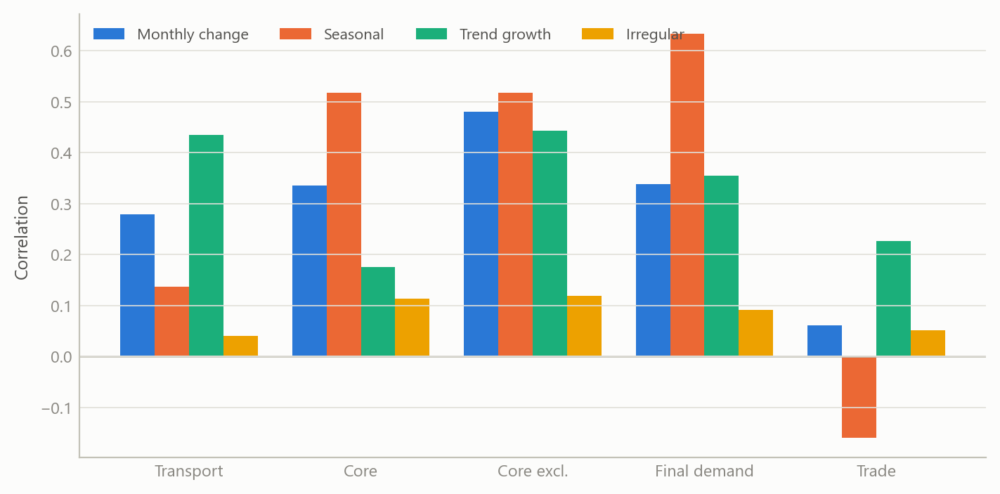 Monthly change Seasonal Trend growth Irregular
0.6
0.5
0.4
0.3
0.2
0.1
0.0
−0.1
Correlation
Transport Core Core excl. Final demand Trade